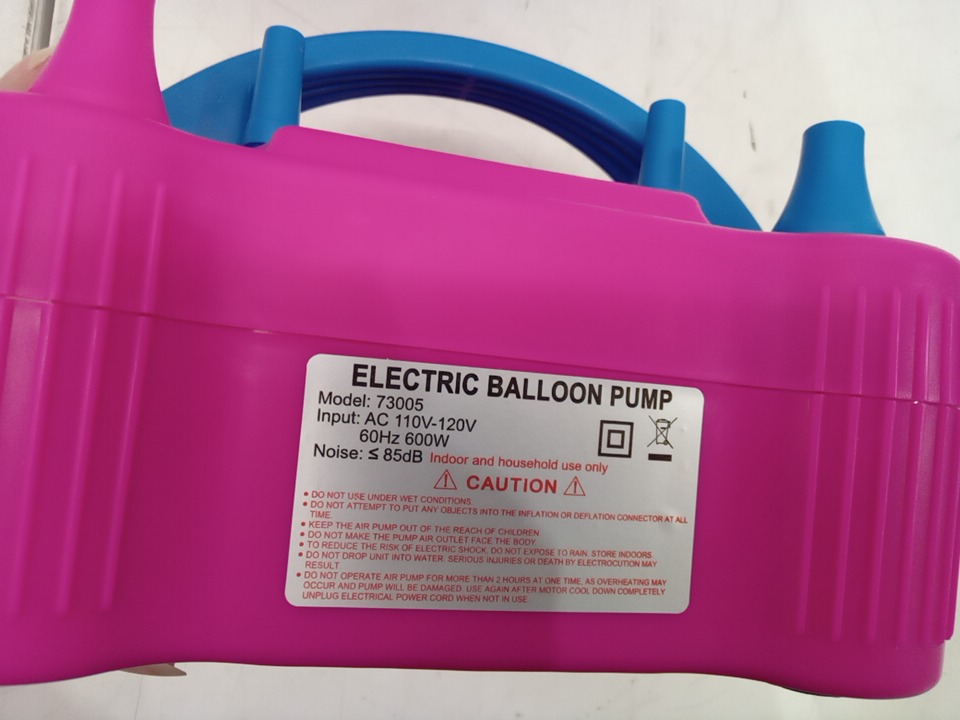 ELECTRIC BALLOON PUMP
Model: 73005
Input: AC 110V-120V
60Hz 600W
Noise: ≤ 85dB Indoor and household use only
CAUTION
• DO NOT USE UNDER WET CONDITIONS.
• DO NOT ATTEMPT TO PUT ANY OBJECTS INTO THE INFLATION OR DEFLATION CONNECTOR AT ALL
TIME.
• KEEP THE AIR PUMP OUT OF THE REACH OF CHILDREN
• DO NOT MAKE THE PUMP AIR OUTLET FACE THE BODY.
• TO REDUCE THE RISK OF ELECTRIC SHOCK. DO NOT EXPOSE TO RAIN. STORE INDOORS.
• DO NOT DROP UNIT INTO WATER. SERIOUS INJURIES OR DEATH BY ELECTROCUTION MAY
RESULT
• DO NOT OPERATE AIR PUMP FOR MORE THAN 2 HOURS AT ONE TIME, AS OVERHEATING MAY
OCCUR AND PUMP WILL BE DAMAGED. USE AGAIN AFTER MOTOR COOL DOWN COMPLETELY
UNPLUG ELECTRICAL POWER CORD WHEN NOT IN USE.